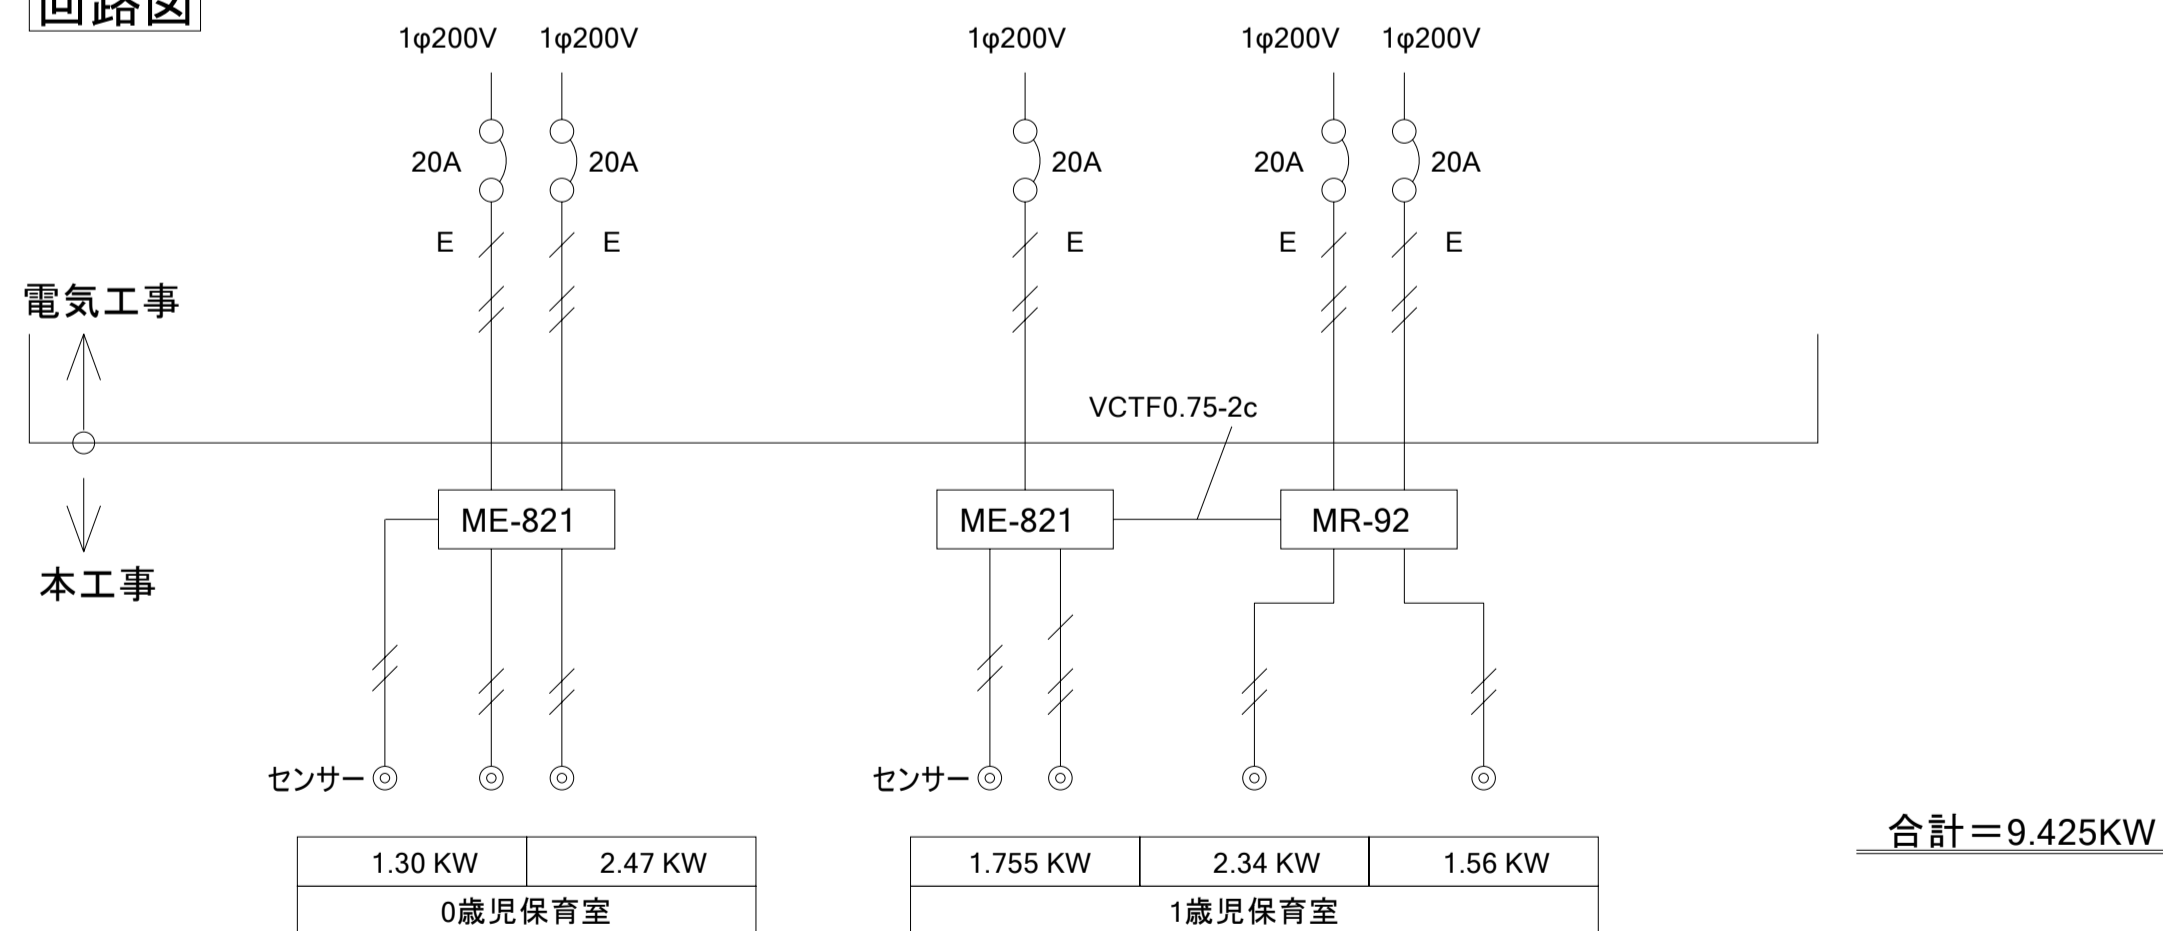 回路図
1φ200V 1φ200V 1φ200V 1φ200V 1φ200V
20A 20A 20A 20A 20A
E E E E E
電気工事
VCTF0.75-2c
ME-821 ME-821 MR-92
本工事
センサー センサー
合計＝9.425KW
1.30 KW 2.47 KW 1.755 KW 2.34 KW 1.56 KW
0歳児保育室 1歳児保育室